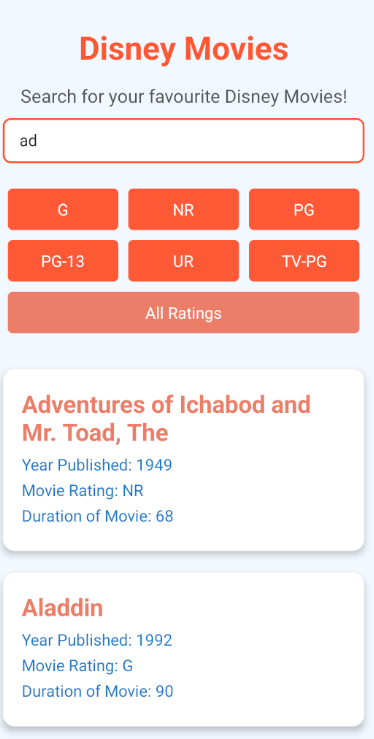 Disney Movies
Search for your favourite Disney Movies!
ad
G
NR
PG
PG-13
UR
TV-PG
All Ratings
Adventures of Ichabod and
Mr. Toad, The
Year Published: 1949
Movie Rating: NR
Duration of Movie: 68
Aladdin
Year Published: 1992
Movie Rating: G
Duration of Movie: 90